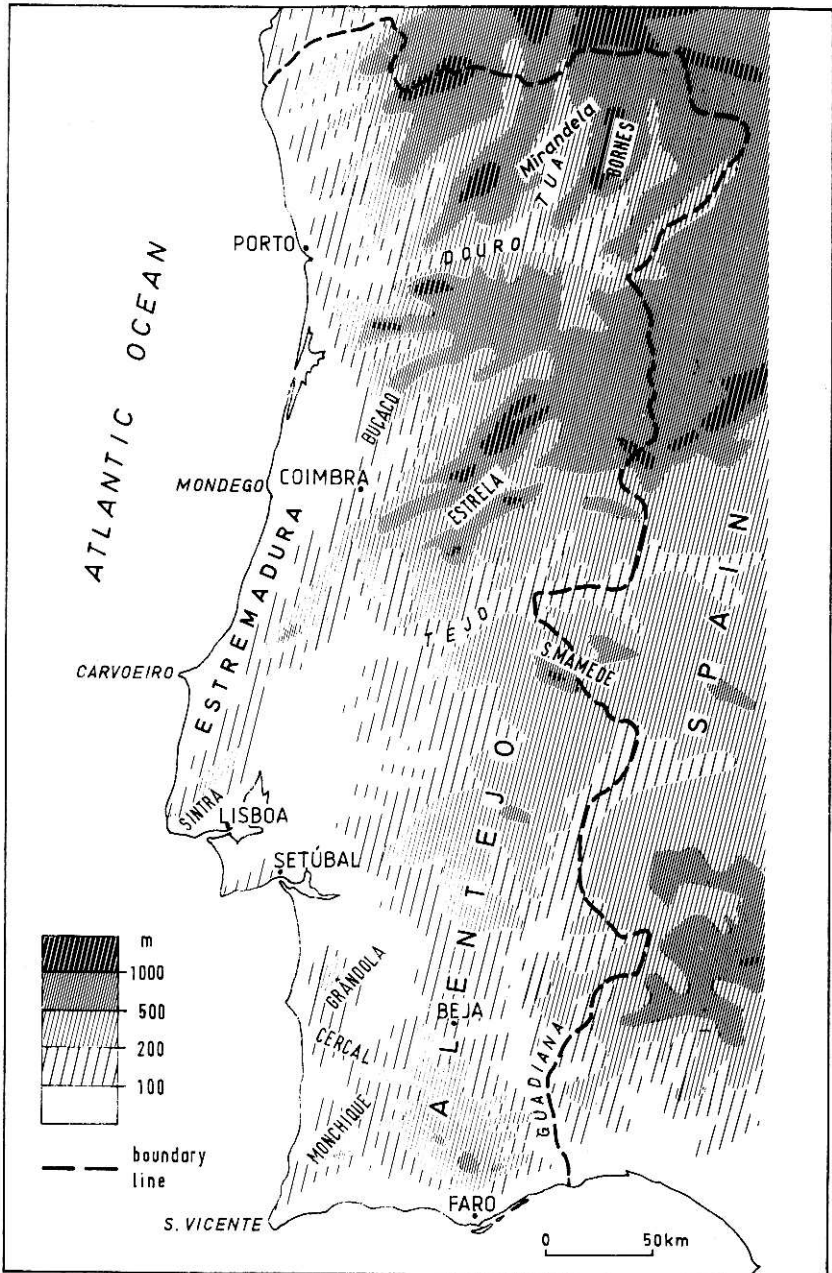 Mirandela
BORNES
TUA
PORTO
DOURO
ATLANTIC OCEAN
BUÇACO
MONDEGO
COIMBRA
ESTRELA
ESTREMADURA
TEJO
SPAIN
CARVOEIRO
S.MAMEDE
ALENTEJO
SINTRA
LISBOA
SETÚBAL
m
1000
500
200
100
GRÂNDOLA
BEJA
CERCAL
GUADIANA
MONCHIQUE
boundary
line
S.VICENTE
FARO
0 50km